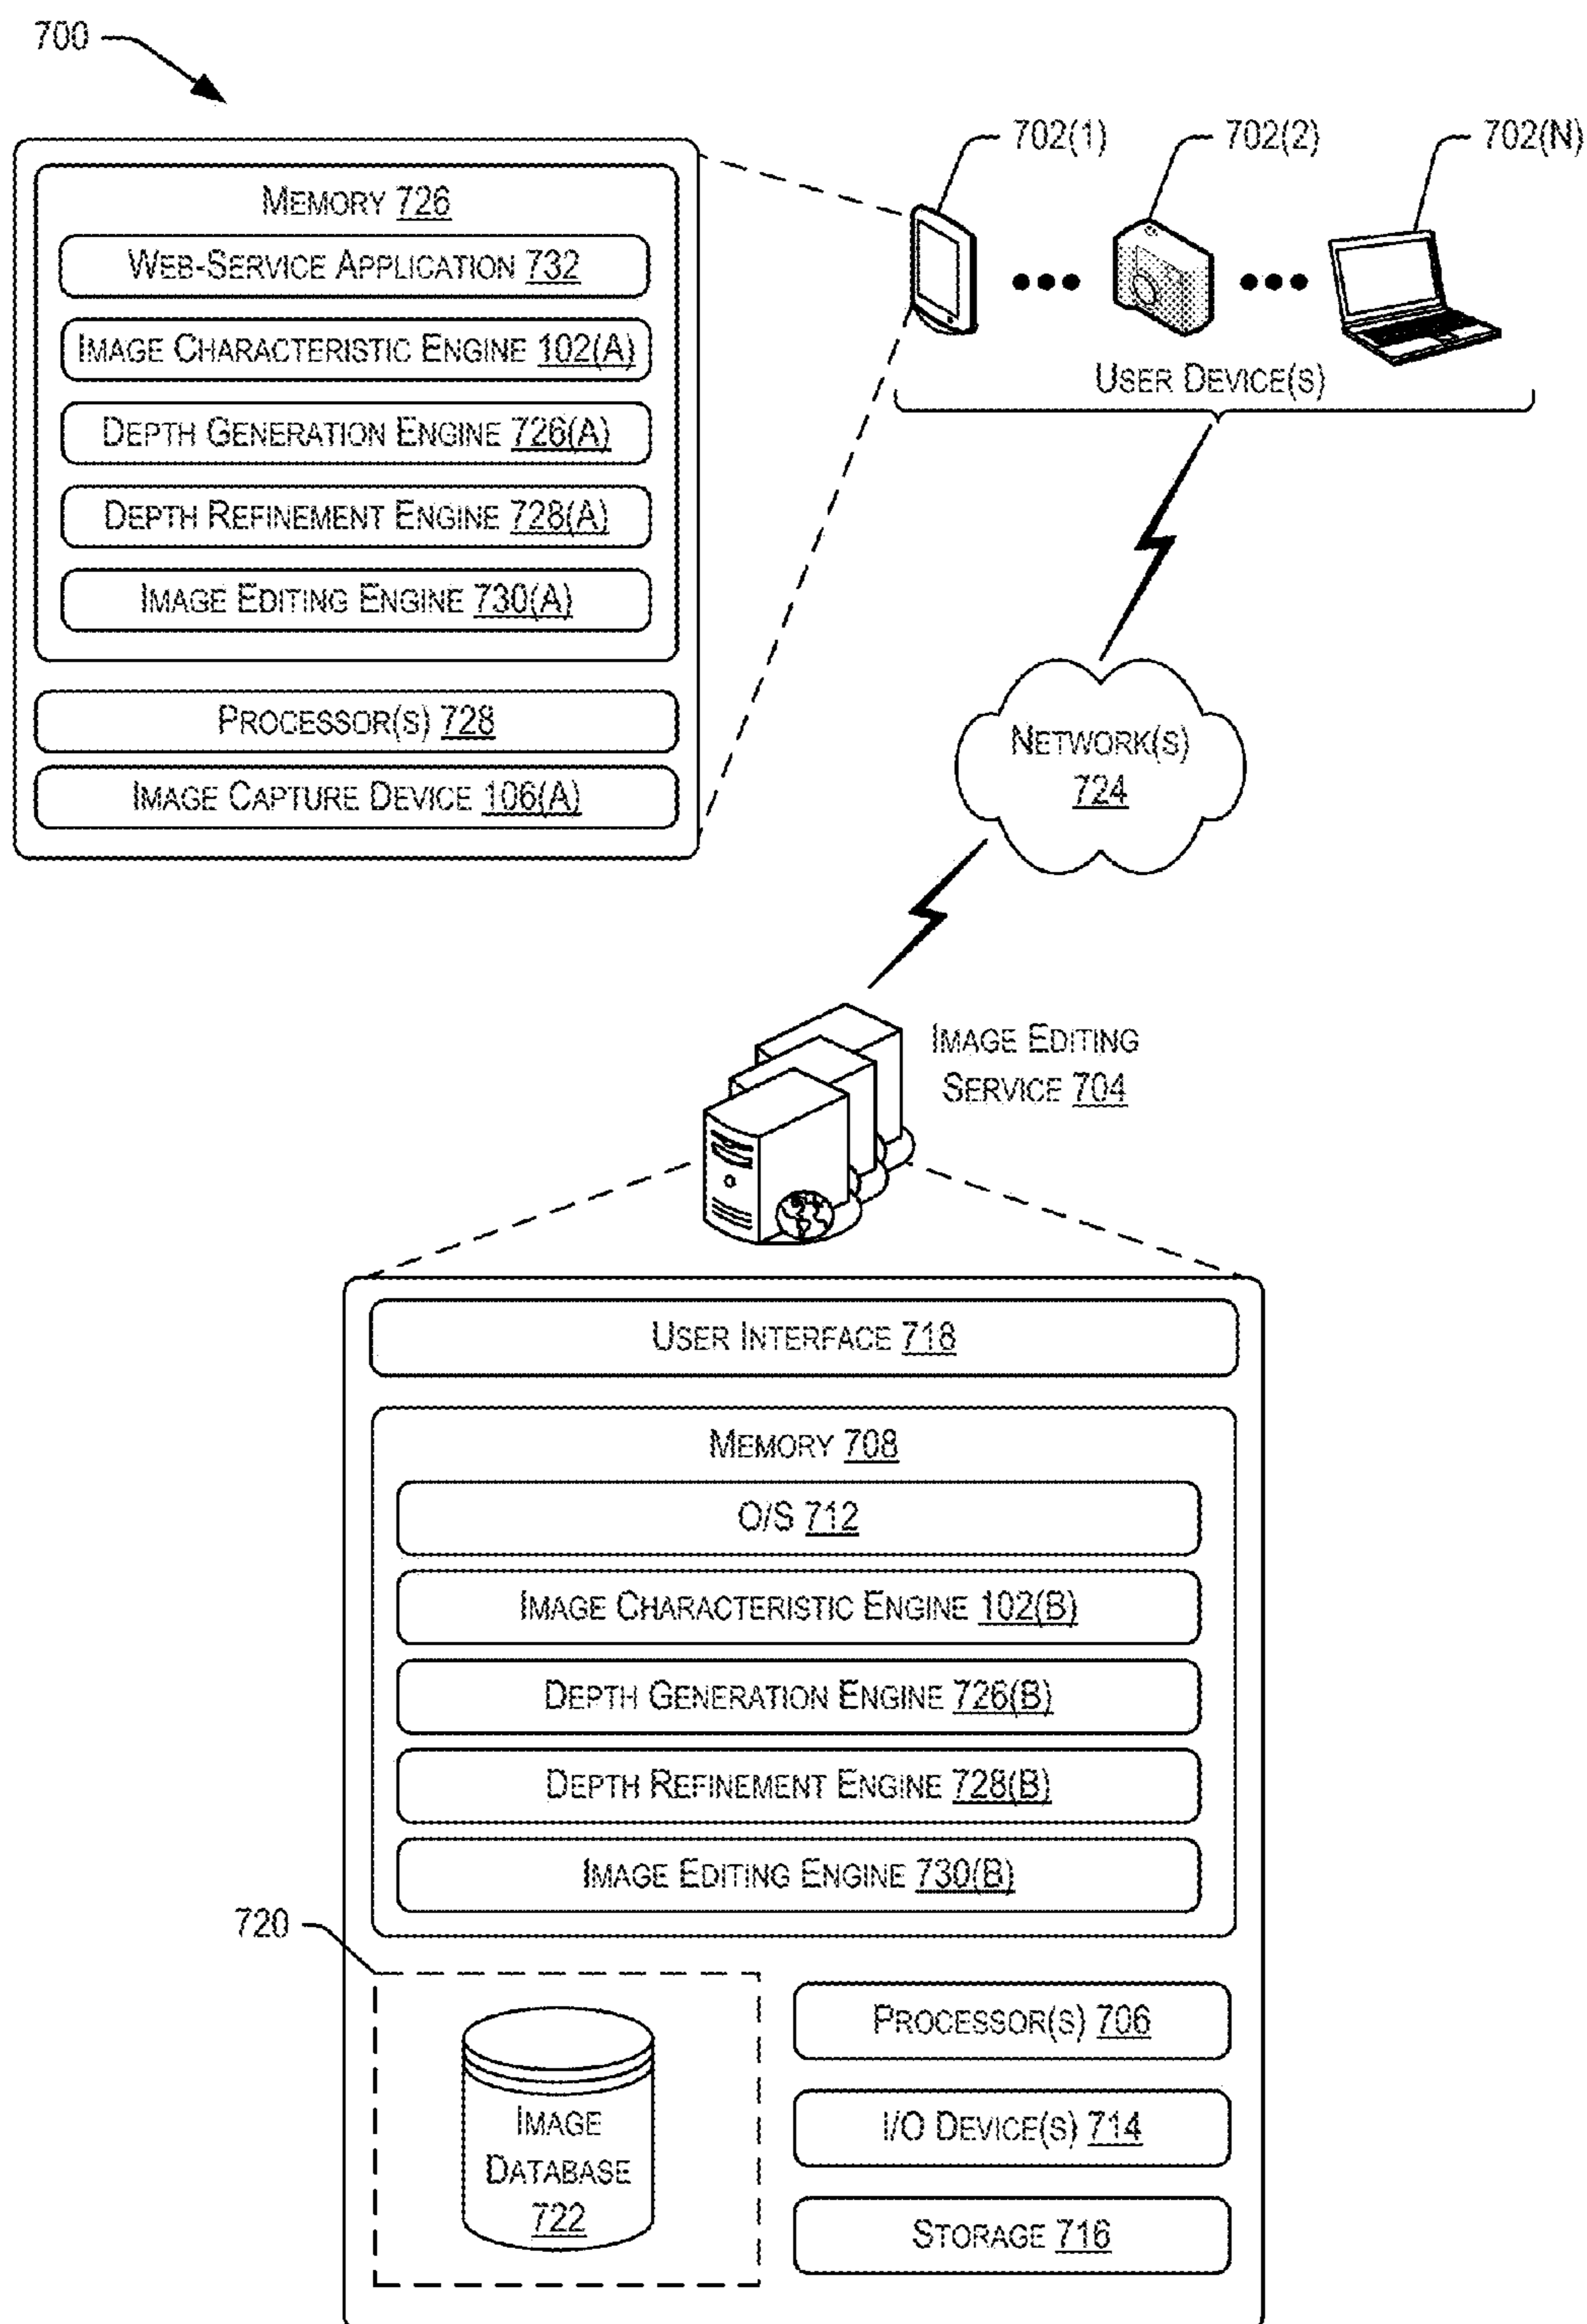 700
702(1)
702(2)
702(N)
MEMORY 726
WEB-SERVICE APPLICATION 732
IMAGE CHARACTERISTIC ENGINE 102(A)
DEPTH GENERATION ENGINE 726(A)
DEPTH REFINEMENT ENGINE 728(A)
IMAGE EDITING ENGINE 730(A)
PROCESSOR(S) 728
IMAGE CAPTURE DEVICE 106(A)
USER DEVICE(S)
NETWORK(S)
724
IMAGE EDITING
SERVICE 704
USER INTERFACE 718
MEMORY 708
O/S 712
IMAGE CHARACTERISTIC ENGINE 102(B)
DEPTH GENERATION ENGINE 726(B)
DEPTH REFINEMENT ENGINE 728(B)
IMAGE EDITING ENGINE 730(B)
720
IMAGE
DATABASE
722
PROCESSOR(S) 706
I/O DEVICE(S) 714
STORAGE 716